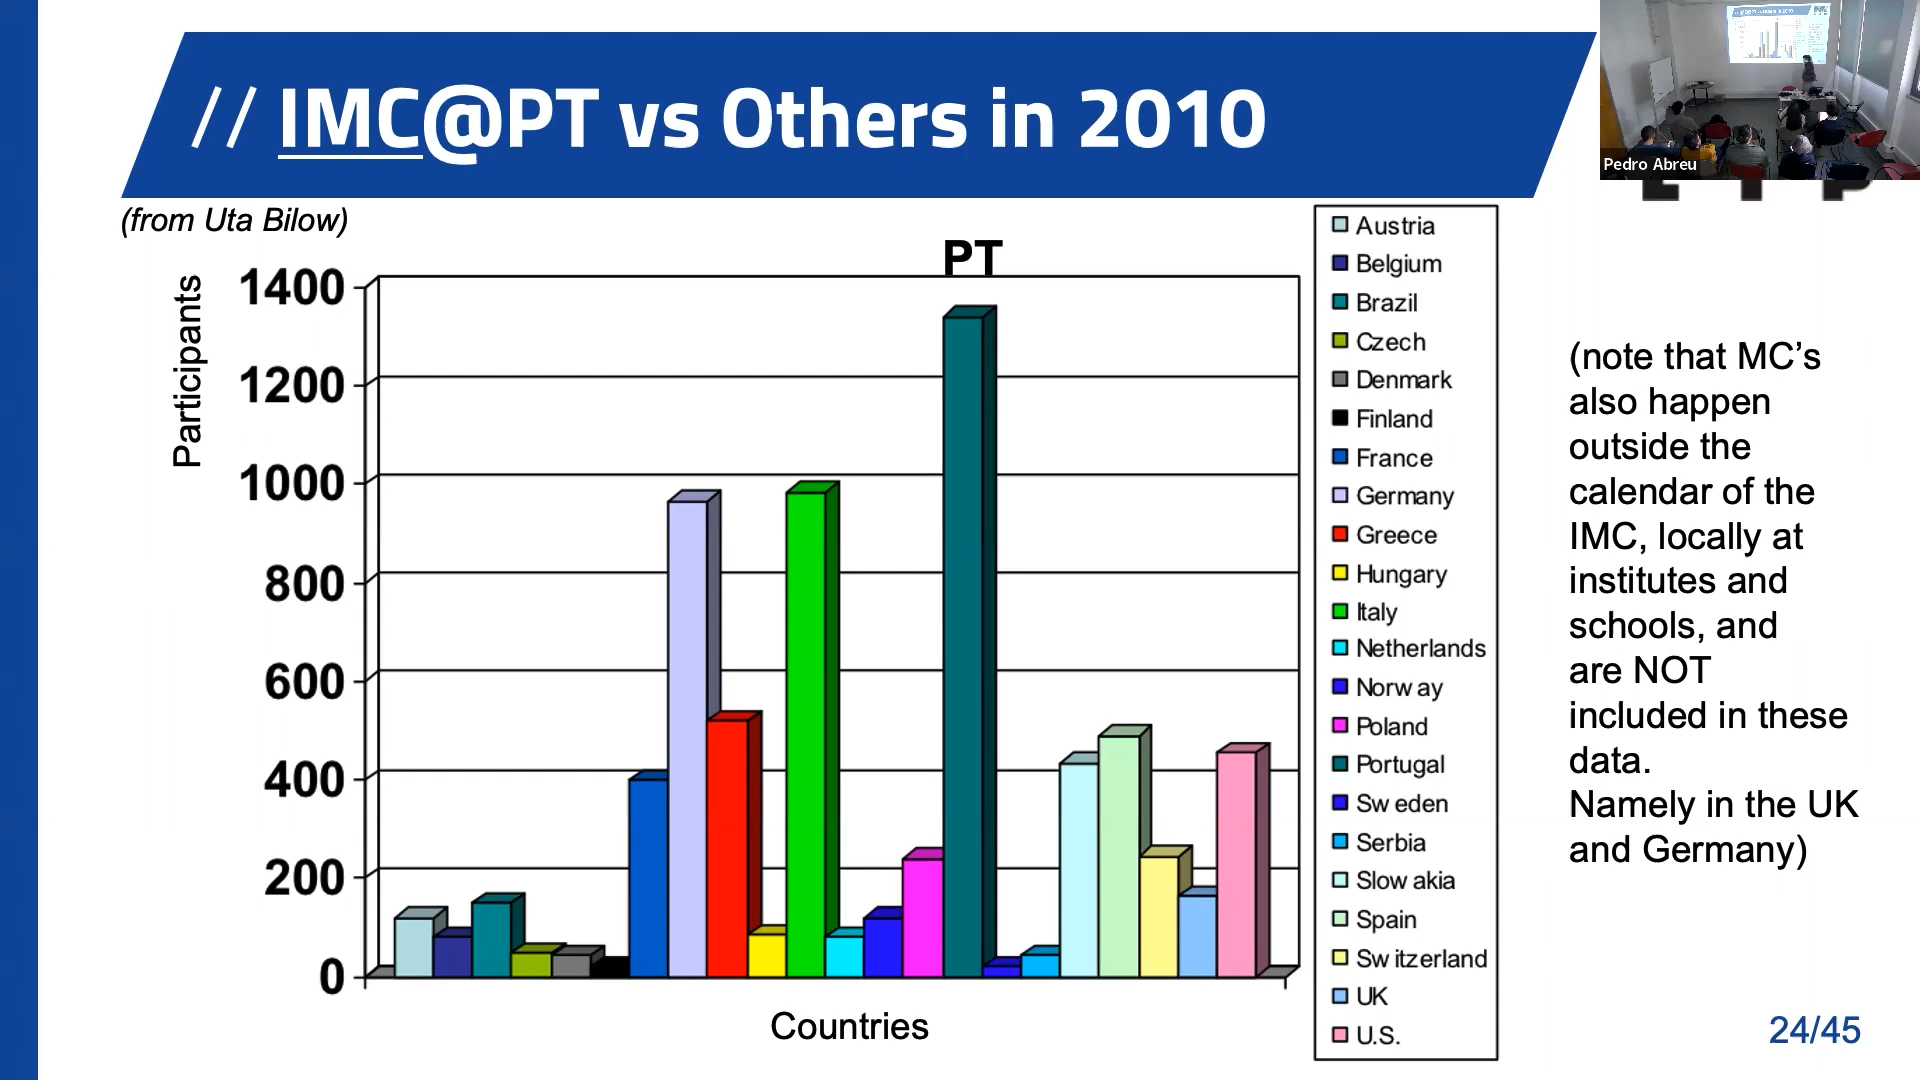 // IMC@PT vs Others in 2010
Pedro Abreu
(from Uta Bilow)
PT
Participants
1400
1200
1000
800
600
400
200
0
Countries
Austria
Belgium
Brazil
Czech
Denmark
Finland
France
Germany
Greece
Hungary
Italy
Netherlands
Norw ay
Poland
Portugal
Sw eden
Serbia
Slow akia
Spain
Sw itzerland
UK
U.S.
(note that MC’s
also happen
outside the
calendar of the
IMC, locally at
institutes and
schools, and
are NOT
included in these
data.
Namely in the UK
and Germany)
24/45